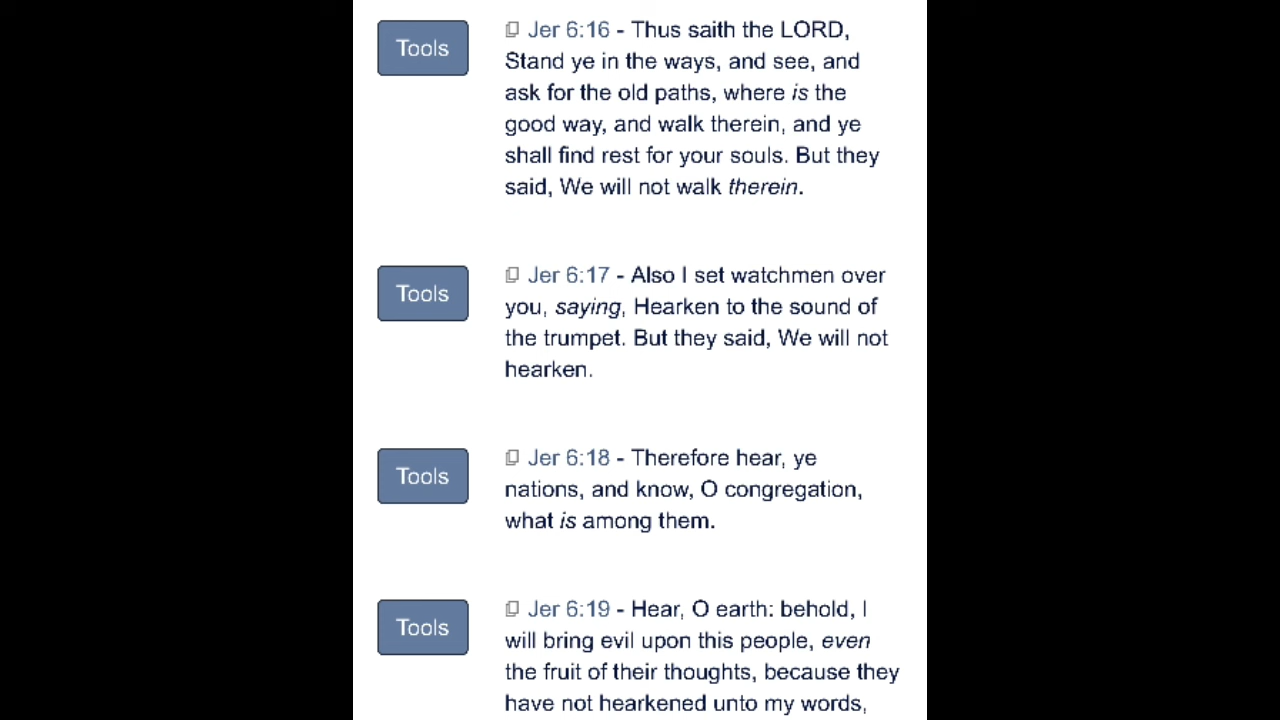 Tools
Jer 6:16 - Thus saith the LORD,
Stand ye in the ways, and see, and
ask for the old paths, where is the
good way, and walk therein, and ye
shall find rest for your souls. But they
said, We will not walk therein.
Tools
Jer 6:17 - Also I set watchmen over
you, saying, Hearken to the sound of
the trumpet. But they said, We will not
hearken.
Tools
Jer 6:18 - Therefore hear, ye
nations, and know, O congregation,
what is among them.
Tools
Jer 6:19 - Hear, O earth: behold, I
will bring evil upon this people, even
the fruit of their thoughts, because they
have not hearkened unto my words,